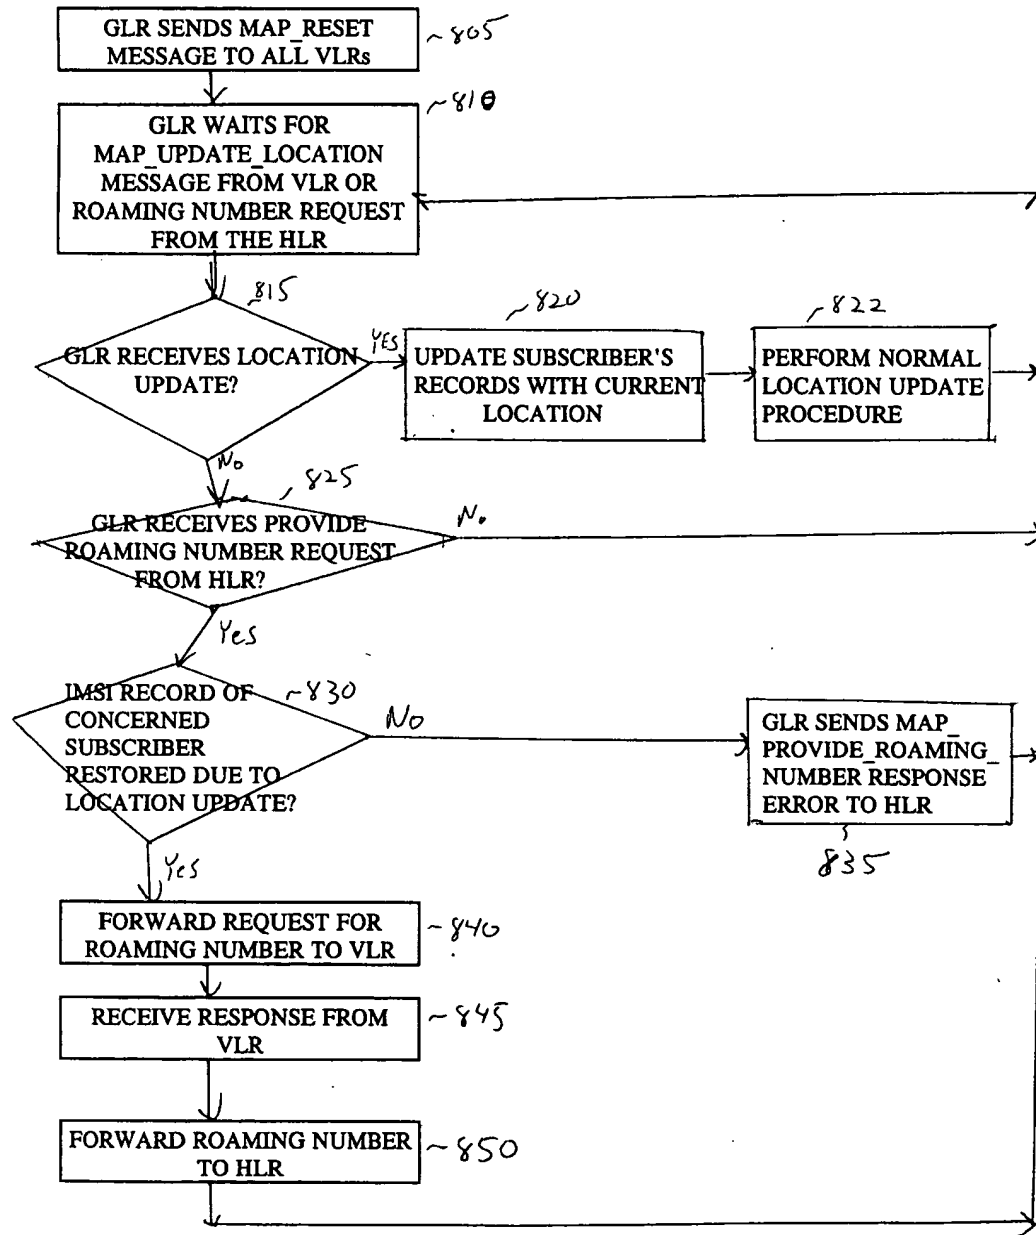 GLR SENDS MAP_RESET
MESSAGE TO ALL VLRs
~805
~810
GLR WAITS FOR
MAP_UPDATE_LOCATION
MESSAGE FROM VLR OR
ROAMING NUMBER REQUEST
FROM THE HLR
815
GLR RECEIVES LOCATION
UPDATE?
YES
~820
UPDATE SUBSCRIBER'S
RECORDS WITH CURRENT
LOCATION
822
PERFORM NORMAL
LOCATION UPDATE
PROCEDURE
No
825
GLR RECEIVES PROVIDE
ROAMING NUMBER REQUEST
FROM HLR?
No
Yes
~830
IMSI RECORD OF
CONCERNED
SUBSCRIBER
RESTORED DUE TO
LOCATION UPDATE?
No
GLR SENDS MAP_
PROVIDE_ROAMING_
NUMBER RESPONSE
ERROR TO HLR
835
Yes
FORWARD REQUEST FOR
ROAMING NUMBER TO VLR
~840
RECEIVE RESPONSE FROM
VLR
~845
FORWARD ROAMING NUMBER
TO HLR
~850